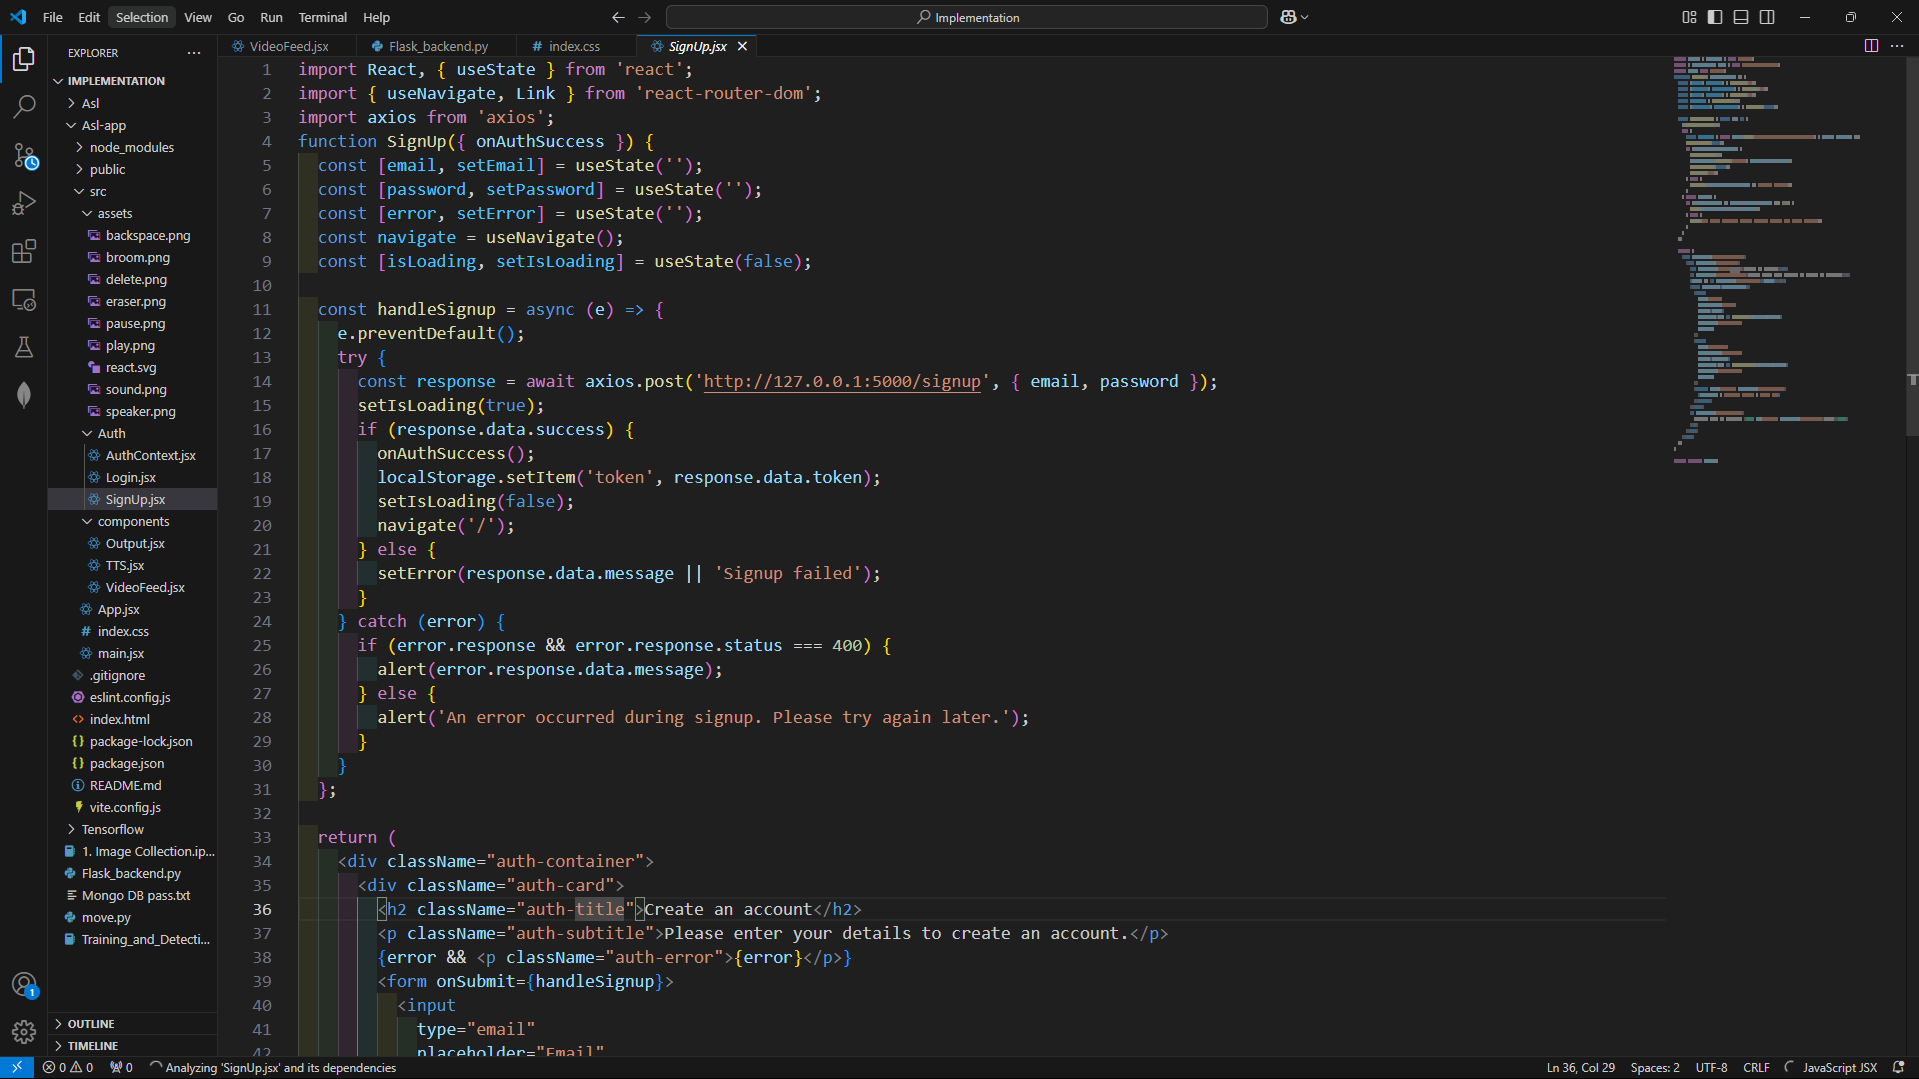 File Edit Selection View Go Run Terminal Help
Implementation
EXPLORER
VideoFeed.jsx
Flask_backend.py
# index.css
SignUp.jsx
IMPLEMENTATION
Asl
Asl-app
node_modules
public
src
assets
backspace.png
broom.png
delete.png
eraser.png
pause.png
play.png
react.svg
sound.png
speaker.png
Auth
AuthContext.jsx
Login.jsx
SignUp.jsx
components
Output.jsx
TTS.jsx
VideoFeed.jsx
App.jsx
# index.css
main.jsx
.gitignore
eslint.config.js
<> index.html
{} package-lock.json
{} package.json
README.md
vite.config.js
Tensorflow
1. Image Collection.ip...
Flask_backend.py
Mongo DB pass.txt
move.py
Training_and_Detecti...
OUTLINE
TIMELINE
1 import React, { useState } from 'react';
2 import { useNavigate, Link } from 'react-router-dom';
3 import axios from 'axios';
4 function SignUp({ onAuthSuccess }) {
5 const [email, setEmail] = useState('');
6 const [password, setPassword] = useState('');
7 const [error, setError] = useState('');
8 const navigate = useNavigate();
9 const [isLoading, setIsLoading] = useState(false);
10
11 const handleSignup = async (e) => {
12 e.preventDefault();
13 try {
14 const response = await axios.post('http://127.0.0.1:5000/signup', { email, password });
15 setIsLoading(true);
16 if (response.data.success) {
17 onAuthSuccess();
18 localStorage.setItem('token', response.data.token);
19 setIsLoading(false);
20 navigate('/');
21 } else {
22 setError(response.data.message || 'Signup failed');
23 }
24 } catch (error) {
25 if (error.response && error.response.status === 400) {
26 alert(error.response.data.message);
27 } else {
28 alert('An error occurred during signup. Please try again later.');
29 }
30 }
31 };
32
33 return (
34 <div className="auth-container">
35 <div className="auth-card">
36 <h2 className="auth-title">Create an account</h2>
37 <p className="auth-subtitle">Please enter your details to create an account.</p>
38 {error && <p className="auth-error">{error}</p>}
39 <form onSubmit={handleSignup}>
40 <input
41 type="email"
42 placeholder="Email"
1
0 0 0 Analyzing 'SignUp.jsx' and its dependencies
Ln 36, Col 29 Spaces: 2 UTF-8 CRLF JavaScript JSX